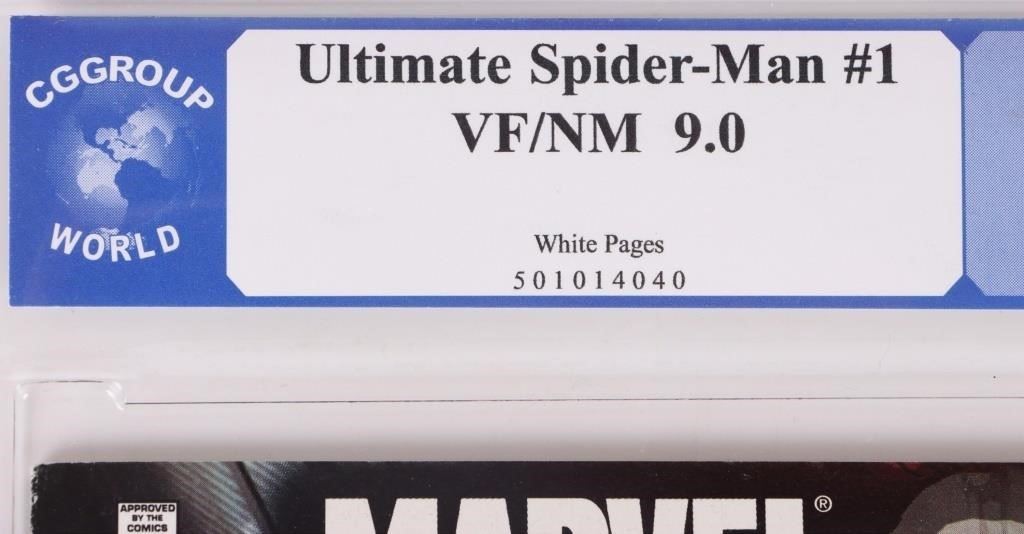 CGGROUP
WORLD
Ultimate Spider-Man #1
VF/NM 9.0
White Pages
501014040
APPROVED
BY THE
COMICS
MARVEL®